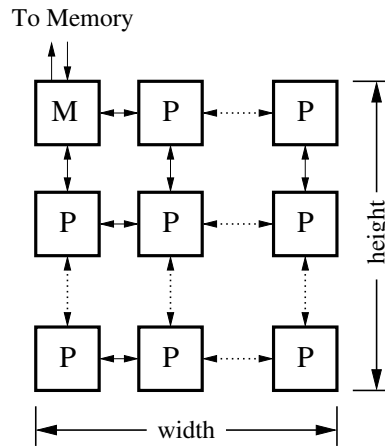 To Memory
M P P
P P P
height
P P P
width